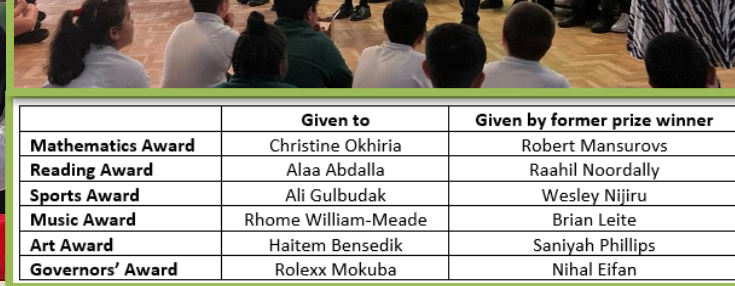 Given to Given by former prize winner
Mathematics Award Christine Okhiria Robert Mansurovs
Reading Award Alaa Abdalla Raahil Noordally
Sports Award Ali Gulbudak Wesley Nijiru
Music Award Rhome William-Meade Brian Leite
Art Award Haitem Bensedik Saniyah Phillips
Governors’ Award Rolexx Mokuba Nihal Eifan